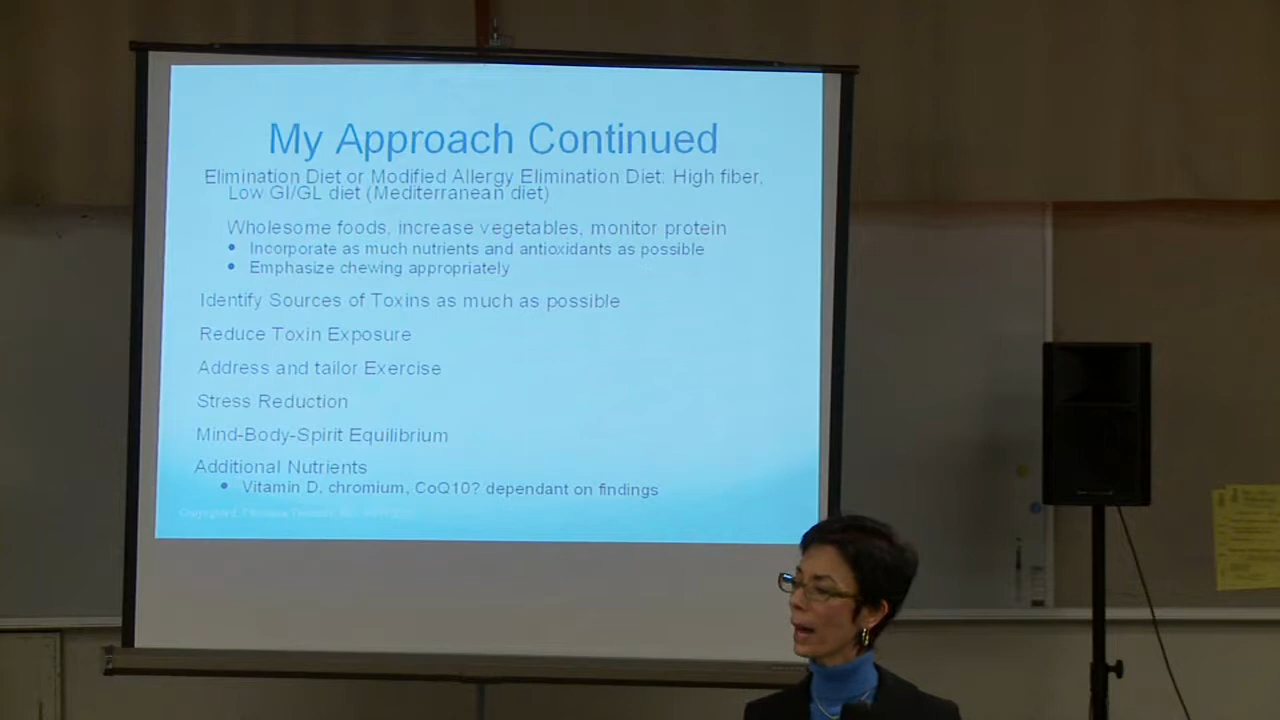 My Approach Continued
Elimination Diet or Modified Allergy Elimination Diet: High fiber,
Low GI/GL diet (Mediterranean diet)
Wholesome foods, increase vegetables, monitor protein
• Incorporate as much nutrients and antioxidants as possible
• Emphasize chewing appropriately
Identify Sources of Toxins as much as possible
Reduce Toxin Exposure
Address and tailor Exercise
Stress Reduction
Mind-Body-Spirit Equilibrium
Additional Nutrients
• Vitamin D, chromium, CoQ10? dependant on findings